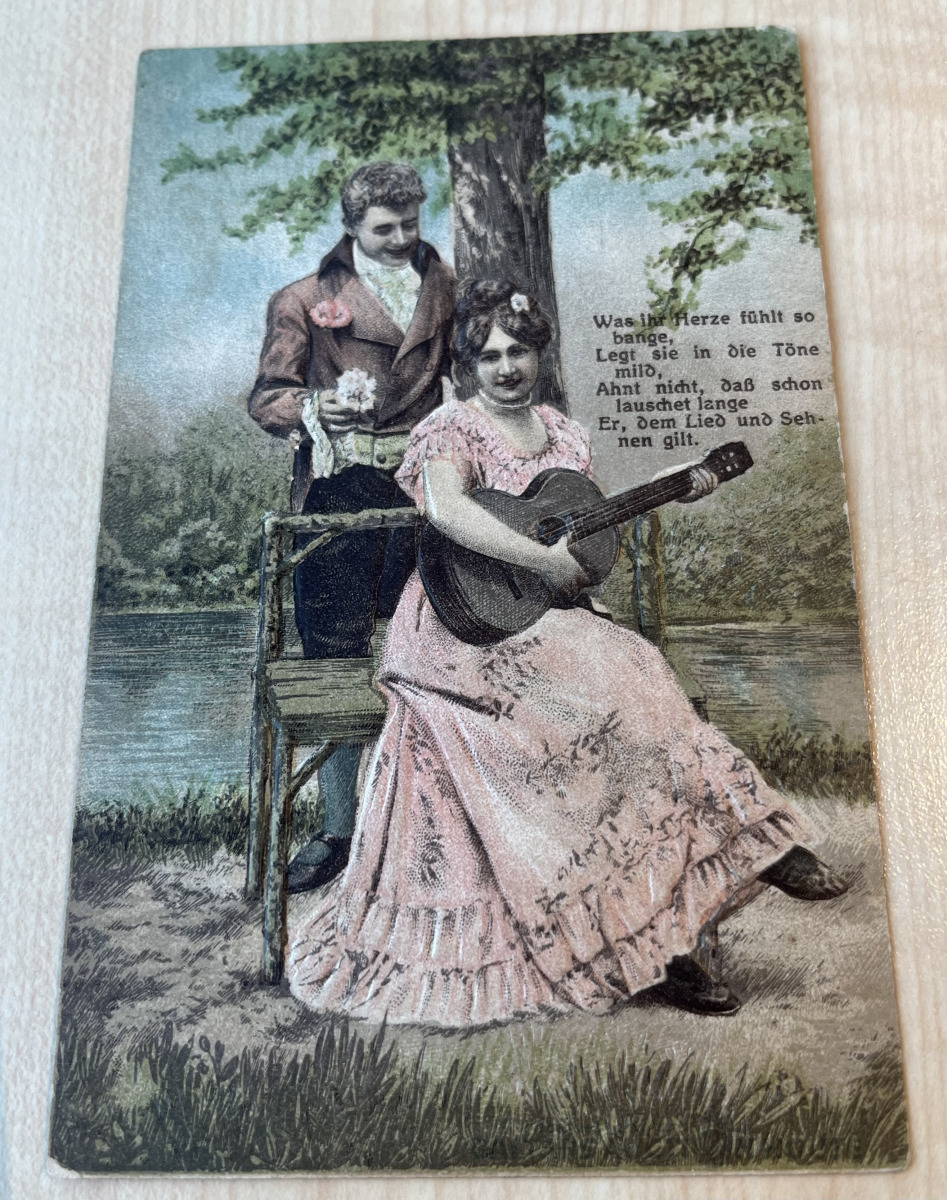 Was ihr Herze fühlt so
bange,
Legt sie in die Töne
mild,
Ahnt nicht, daß schon
lauschet lange
Er, dem Lied und Seh-
nen gilt.